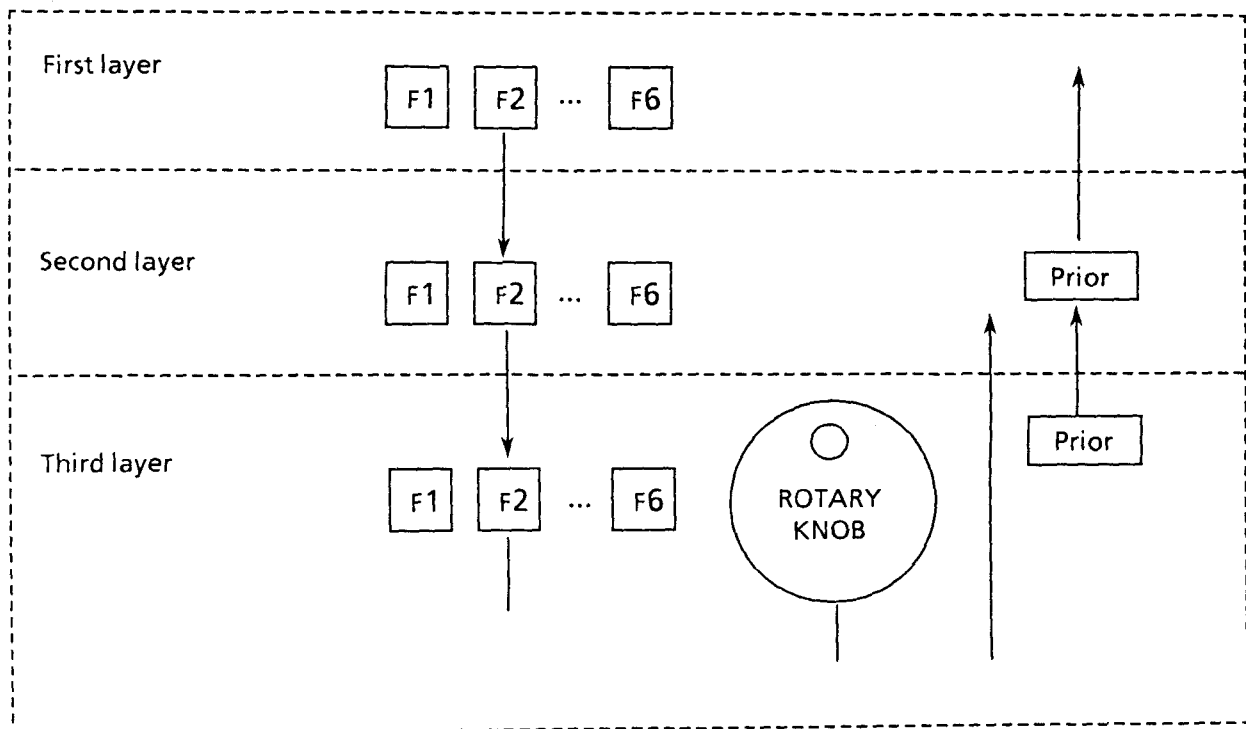 First layer
F1 F2 ... F6
Second layer
F1 F2 ... F6
Prior
Third layer
F1 F2 ... F6
ROTARY
KNOB
Prior